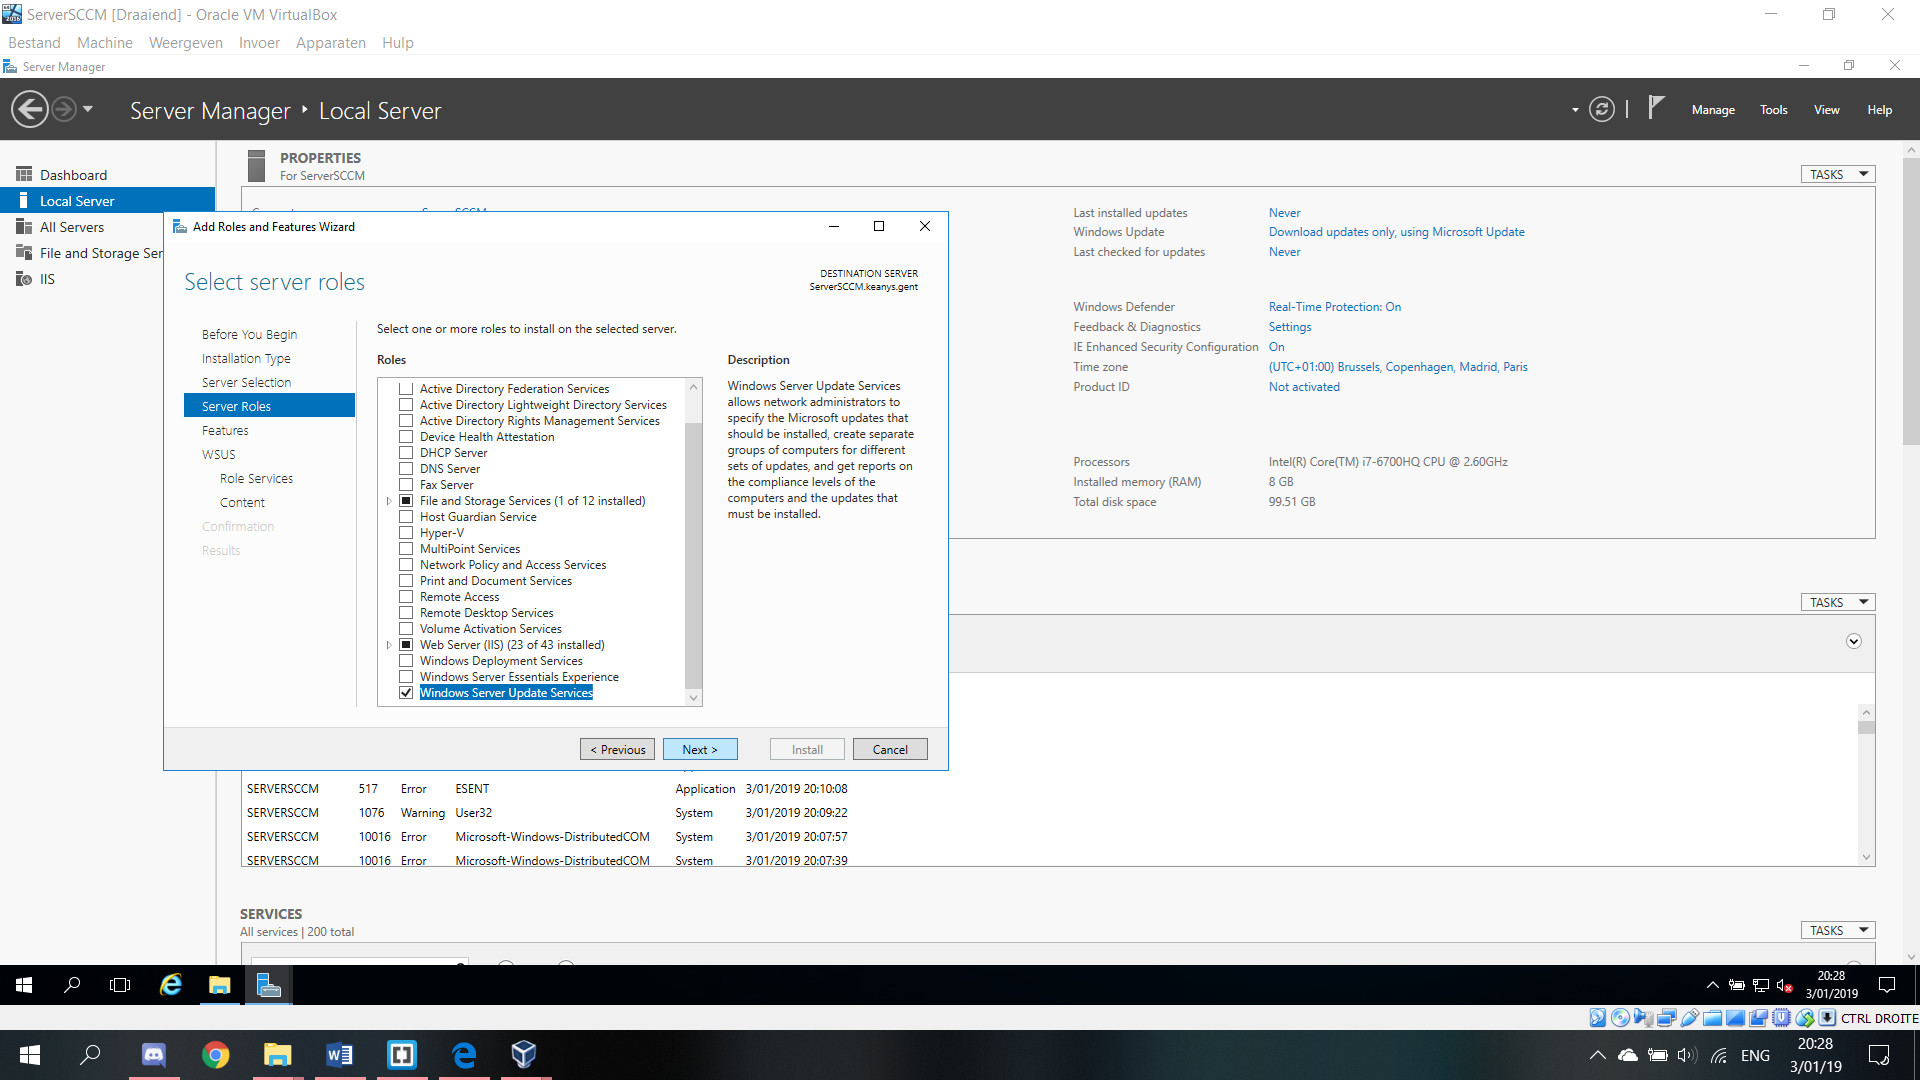 ServerSCCM [Draaiend] - Oracle VM VirtualBox
Bestand Machine Weergeven Invoer Apparaten Hulp
Server Manager
Server Manager ‣ Local Server
Manage Tools View Help
Dashboard
Local Server
All Servers
File and Storage Ser
IIS
PROPERTIES
For ServerSCCM
TASKS
Last installed updates Never
Windows Update Download updates only, using Microsoft Update
Last checked for updates Never
Windows Defender Real-Time Protection: On
Feedback & Diagnostics Settings
IE Enhanced Security Configuration On
Time zone (UTC+01:00) Brussels, Copenhagen, Madrid, Paris
Product ID Not activated
Processors Intel(R) Core(TM) i7-6700HQ CPU @ 2.60GHz
Installed memory (RAM) 8 GB
Total disk space 99.51 GB
Add Roles and Features Wizard
Select server roles
DESTINATION SERVER
ServerSCCM.keanys.gent
Before You Begin
Installation Type
Server Selection
Server Roles
Features
WSUS
Role Services
Content
Confirmation
Results
Select one or more roles to install on the selected server.
Roles
Active Directory Federation Services
Active Directory Lightweight Directory Services
Active Directory Rights Management Services
Device Health Attestation
DHCP Server
DNS Server
Fax Server
File and Storage Services (1 of 12 installed)
Host Guardian Service
Hyper-V
MultiPoint Services
Network Policy and Access Services
Print and Document Services
Remote Access
Remote Desktop Services
Volume Activation Services
Web Server (IIS) (23 of 43 installed)
Windows Deployment Services
Windows Server Essentials Experience
Windows Server Update Services
Description
Windows Server Update Services
allows network administrators to
specify the Microsoft updates that
should be installed, create separate
groups of computers for different
sets of updates, and get reports on
the compliance levels of the
computers and the updates that
must be installed.
< Previous Next > Install Cancel
TASKS
SERVERSCCM 517 Error ESENT Application 3/01/2019 20:10:08
SERVERSCCM 1076 Warning User32 System 3/01/2019 20:09:22
SERVERSCCM 10016 Error Microsoft-Windows-DistributedCOM System 3/01/2019 20:07:57
SERVERSCCM 10016 Error Microsoft-Windows-DistributedCOM System 3/01/2019 20:07:39
SERVICES
All services | 200 total
TASKS
20:28
3/01/2019
CTRL DROITE
ENG
20:28
3/01/19